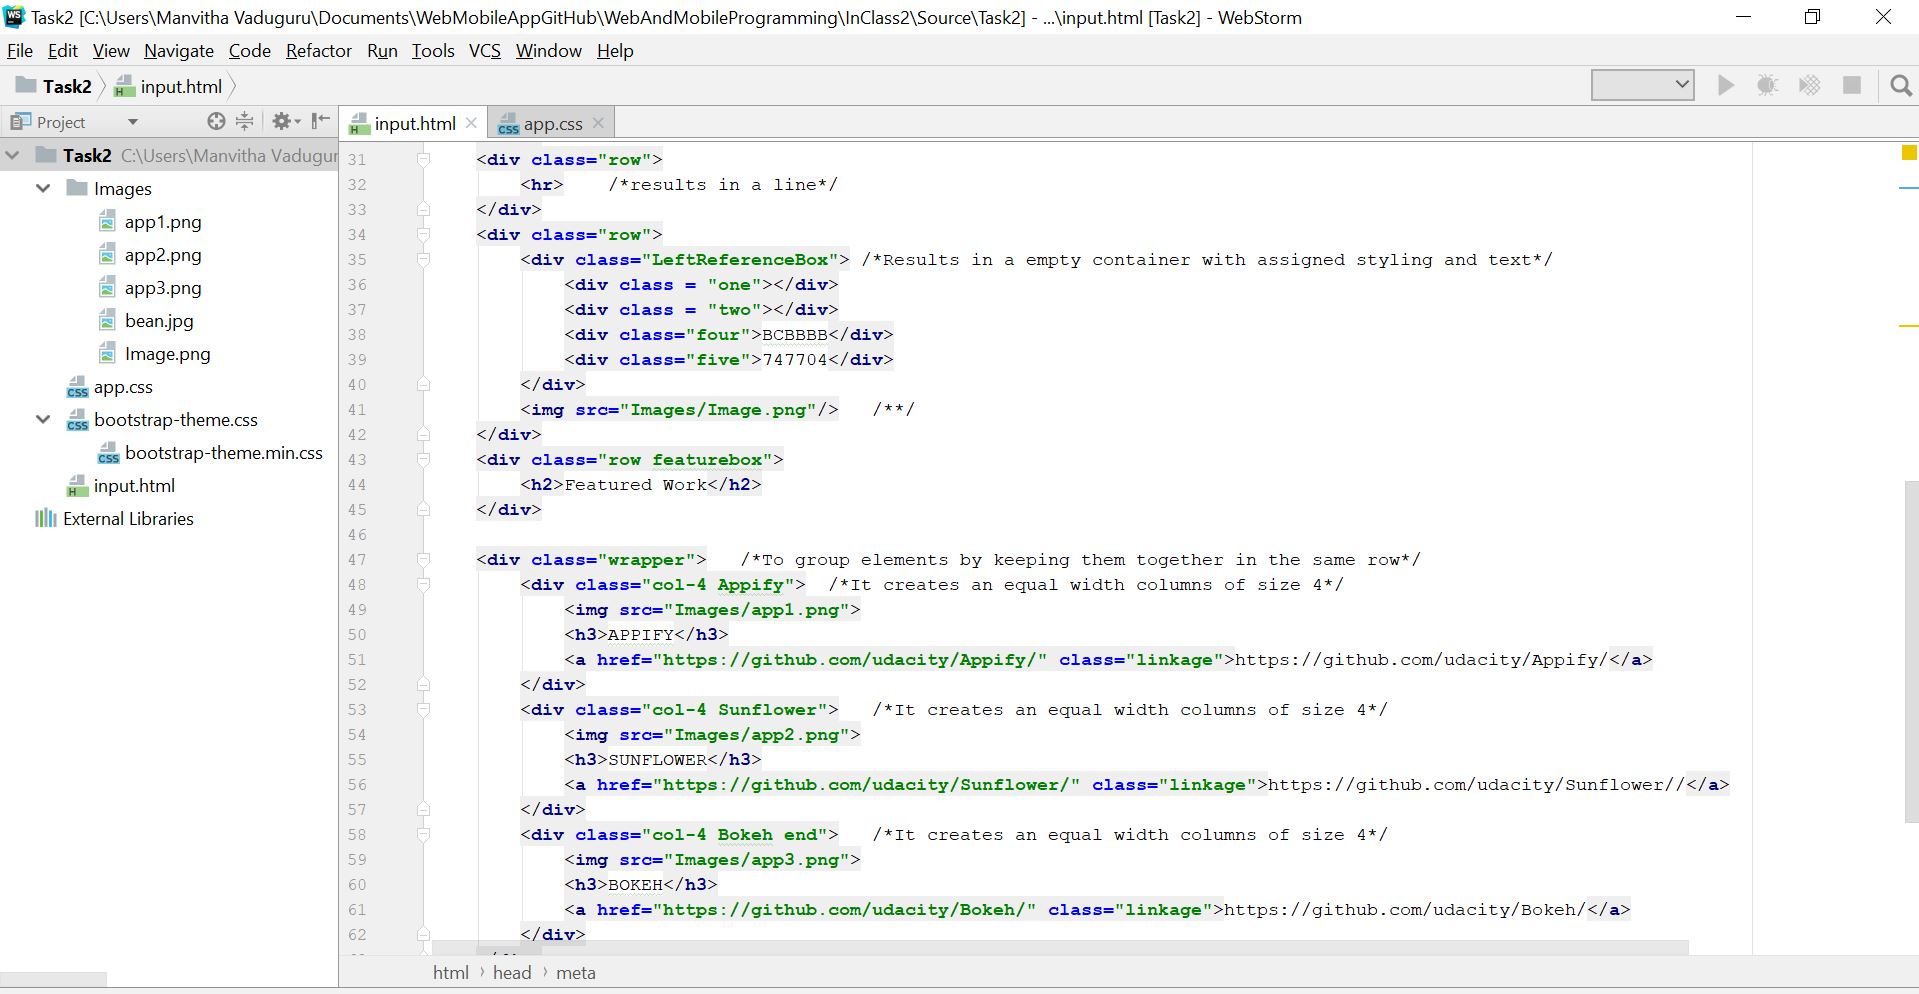 WS Task2 [C:\Users\Manvitha Vaduguru\Documents\WebMobileAppGitHub\WebAndMobileProgramming\InClass2\Source\Task2] - ...\input.html [Task2] - WebStorm
File Edit View Navigate Code Refactor Run Tools VCS Window Help
Task2 input.html
Project
input.html app.css
Task2 C:\Users\Manvitha Vadugur
Images
app1.png
app2.png
app3.png
bean.jpg
Image.png
app.css
bootstrap-theme.css
bootstrap-theme.min.css
input.html
External Libraries
31 <div class="row">
32 <hr> /*results in a line*/
33 </div>
34 <div class="row">
35 <div class="LeftReferenceBox"> /*Results in a empty container with assigned styling and text*/
36 <div class = "one"></div>
37 <div class = "two"></div>
38 <div class="four">BCBBBB</div>
39 <div class="five">747704</div>
40 </div>
41 <img src="Images/Image.png"/> /**/
42 </div>
43 <div class="row featurebox">
44 <h2>Featured Work</h2>
45 </div>
46
47 <div class="wrapper"> /*To group elements by keeping them together in the same row*/
48 <div class="col-4 Appify"> /*It creates an equal width columns of size 4*/
49 <img src="Images/app1.png">
50 <h3>APPIFY</h3>
51 <a href="https://github.com/udacity/Appify/" class="linkage">https://github.com/udacity/Appify/</a>
52 </div>
53 <div class="col-4 Sunflower"> /*It creates an equal width columns of size 4*/
54 <img src="Images/app2.png">
55 <h3>SUNFLOWER</h3>
56 <a href="https://github.com/udacity/Sunflower/" class="linkage">https://github.com/udacity/Sunflower//</a>
57 </div>
58 <div class="col-4 Bokeh end"> /*It creates an equal width columns of size 4*/
59 <img src="Images/app3.png">
60 <h3>BOKEH</h3>
61 <a href="https://github.com/udacity/Bokeh/" class="linkage">https://github.com/udacity/Bokeh/</a>
62 </div>
html › head › meta